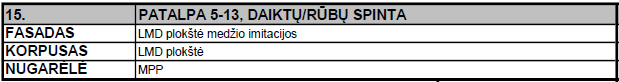 15. PATALPA 5-13, DAIKTŲ/RŪBŲ SPINTA
FASADAS LMD plokštė medžio imitacijos
KORPUSAS LMD plokštė
NUGARĖLĖ MPP